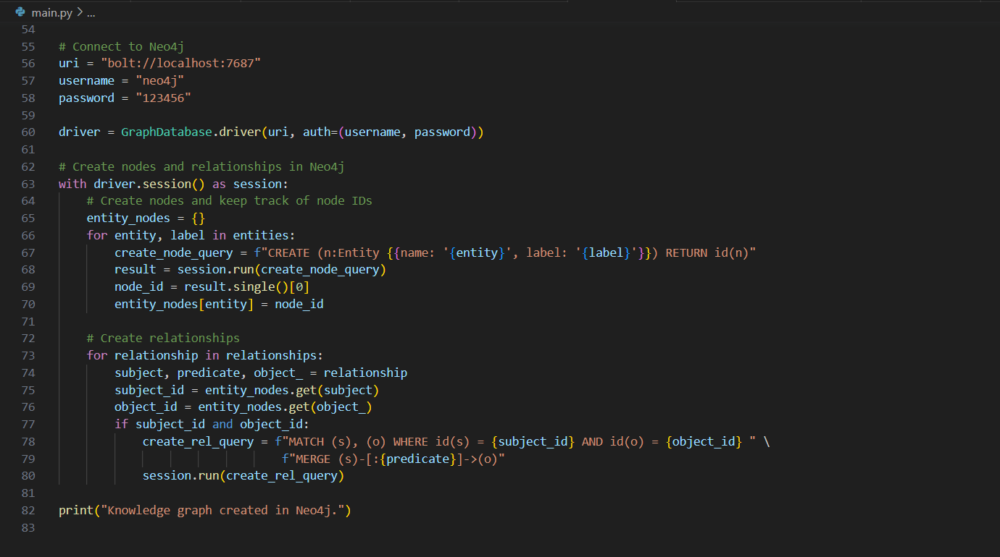 main.py > ...
54
55 # Connect to Neo4j
56 uri = "bolt://localhost:7687"
57 username = "neo4j"
58 password = "123456"
59
60 driver = GraphDatabase.driver(uri, auth=(username, password))
61
62 # Create nodes and relationships in Neo4j
63 with driver.session() as session:
64     # Create nodes and keep track of node IDs
65     entity_nodes = {}
66     for entity, label in entities:
67         create_node_query = f"CREATE (n:Entity {{name: '{entity}', label: '{label}'}}) RETURN id(n)"
68         result = session.run(create_node_query)
69         node_id = result.single()[0]
70         entity_nodes[entity] = node_id
71
72     # Create relationships
73     for relationship in relationships:
74         subject, predicate, object_ = relationship
75         subject_id = entity_nodes.get(subject)
76         object_id = entity_nodes.get(object_)
77         if subject_id and object_id:
78             create_rel_query = f"MATCH (s), (o) WHERE id(s) = {subject_id} AND id(o) = {object_id} " \
79                                 f"MERGE (s)-[:{predicate}]->(o)"
80             session.run(create_rel_query)
81
82 print("Knowledge graph created in Neo4j.")
83